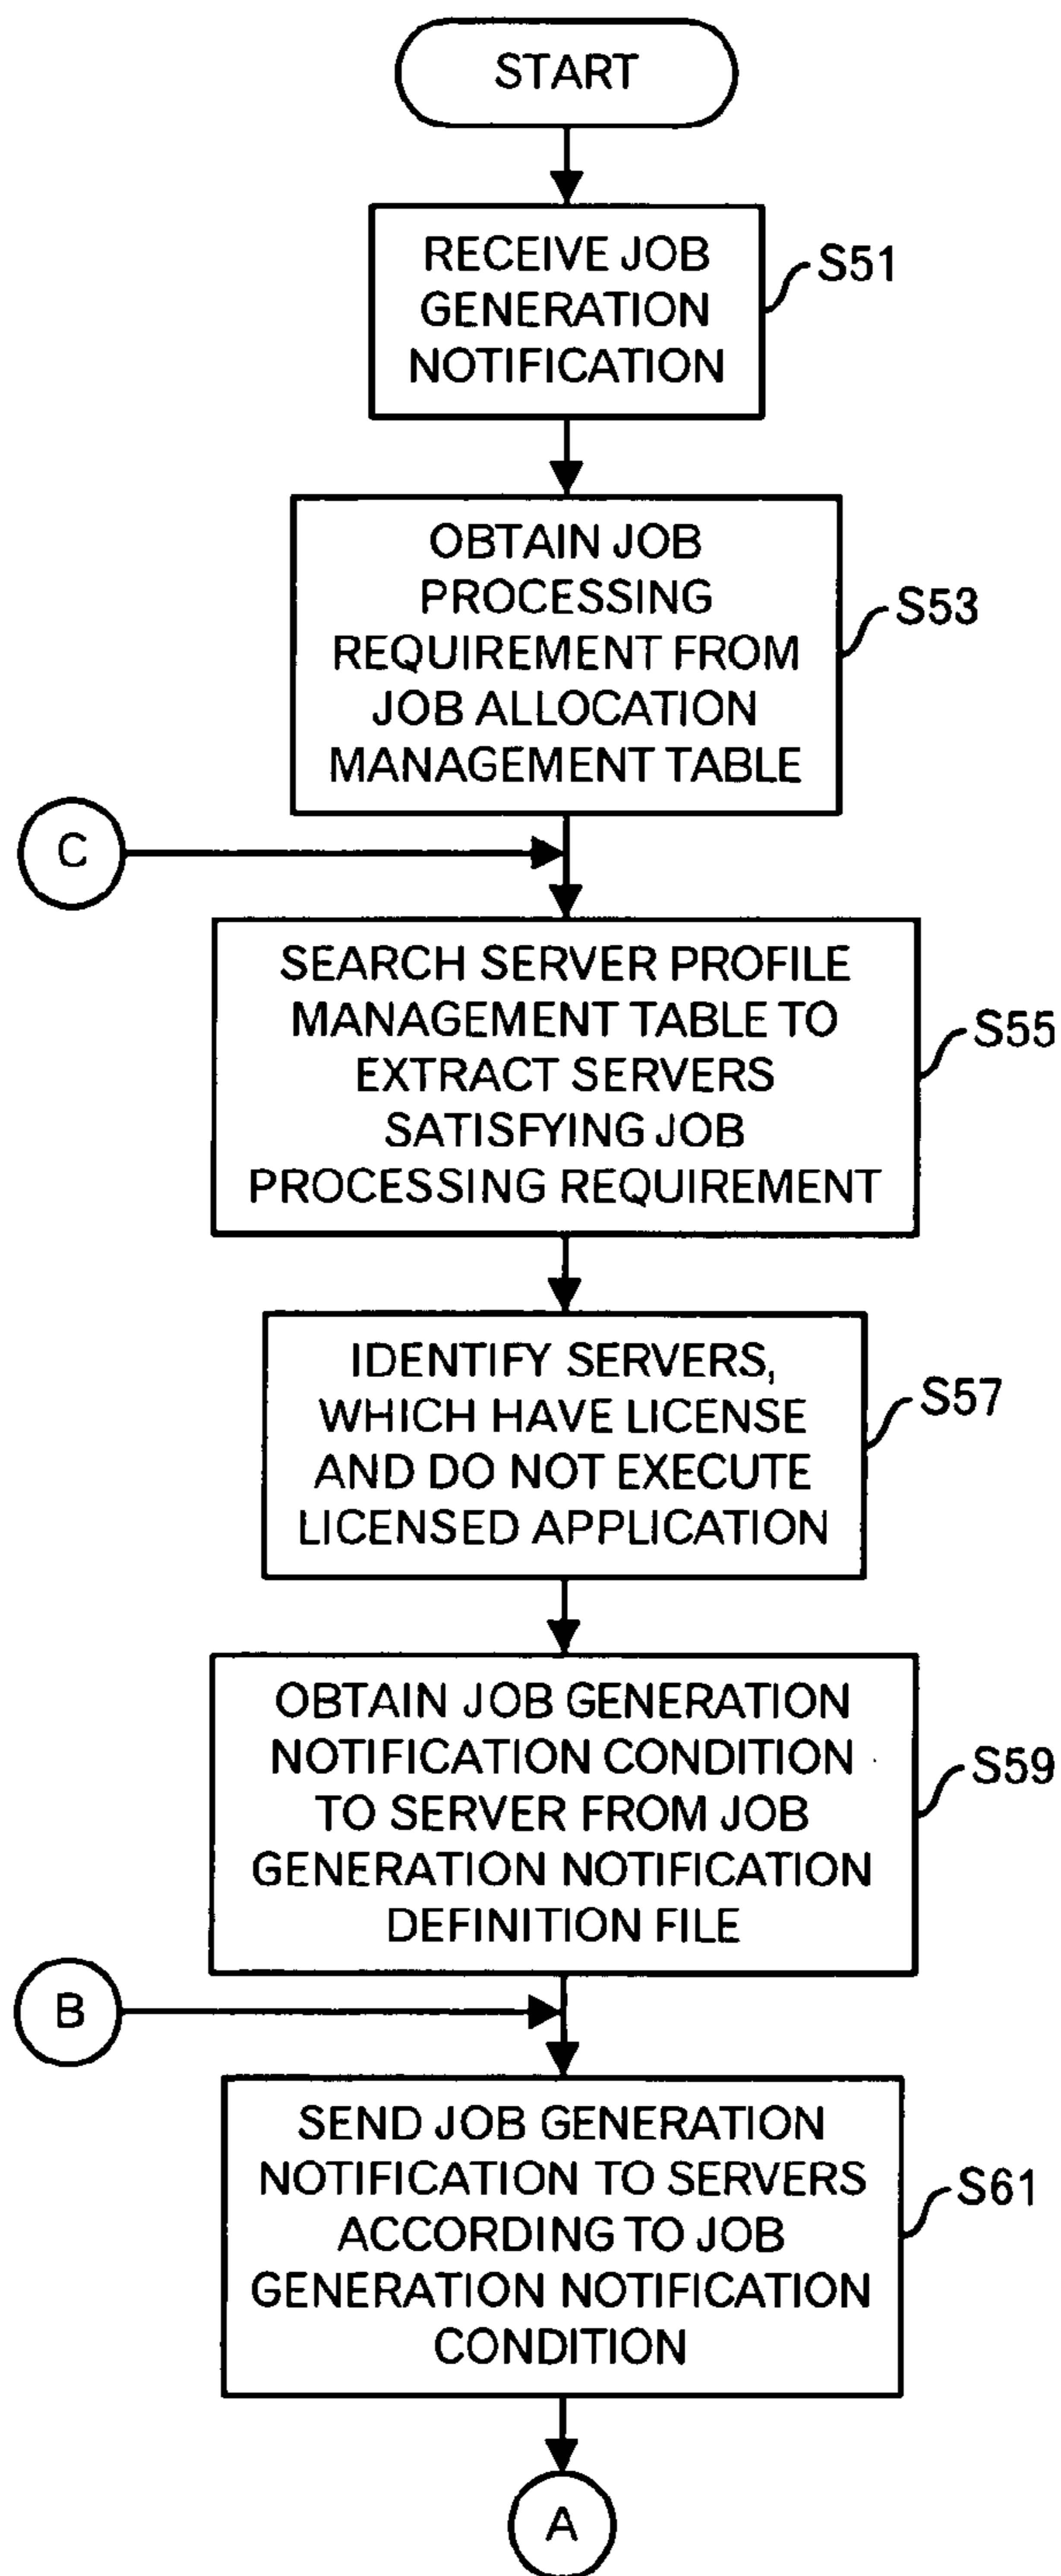 START
RECEIVE JOB
GENERATION
NOTIFICATION
S51
OBTAIN JOB
PROCESSING
REQUIREMENT FROM
JOB ALLOCATION
MANAGEMENT TABLE
S53
C
SEARCH SERVER PROFILE
MANAGEMENT TABLE TO
EXTRACT SERVERS
SATISFYING JOB
PROCESSING REQUIREMENT
S55
IDENTIFY SERVERS,
WHICH HAVE LICENSE
AND DO NOT EXECUTE
LICENSED APPLICATION
S57
OBTAIN JOB GENERATION
NOTIFICATION CONDITION
TO SERVER FROM JOB
GENERATION NOTIFICATION
DEFINITION FILE
S59
B
SEND JOB GENERATION
NOTIFICATION TO SERVERS
ACCORDING TO JOB
GENERATION NOTIFICATION
CONDITION
S61
A